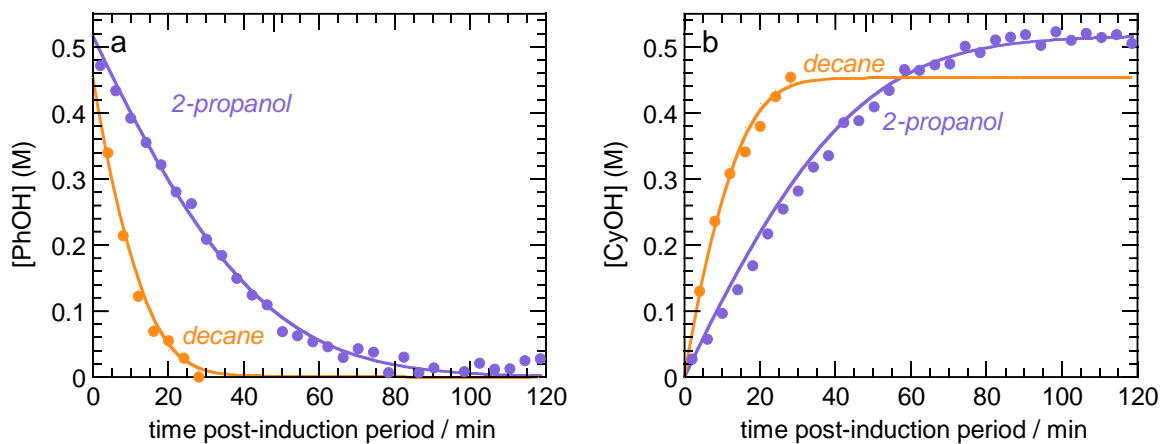 a
0.5
0.4
0.3
0.2
0.1
0
[PhOH] (M)
2-propanol
decane
0 20 40 60 80 100 120
time post-induction period / min
b
0.5
0.4
0.3
0.2
0.1
0
[CyOH] (M)
decane
2-propanol
0 20 40 60 80 100 120
time post-induction period / min